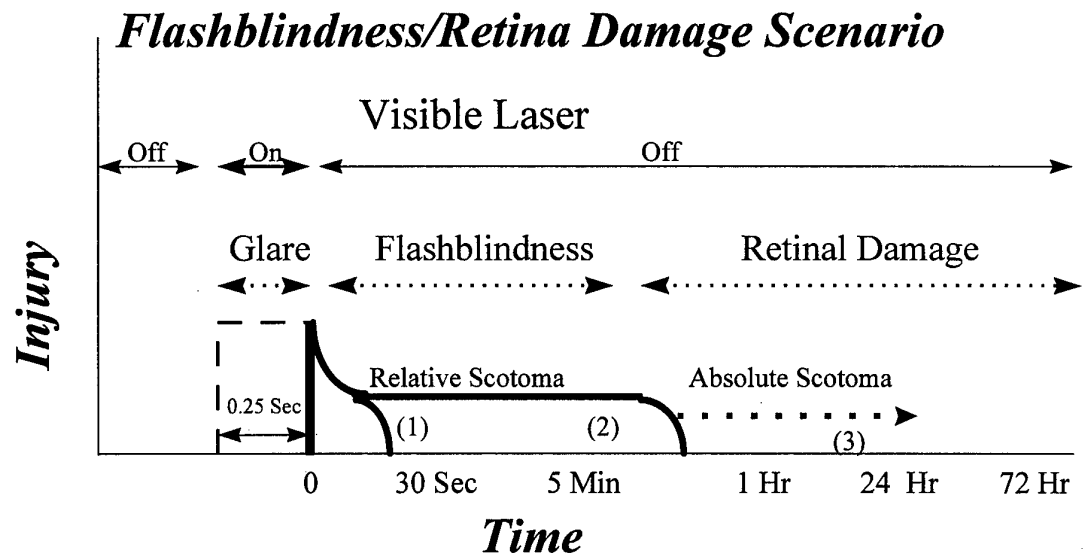 Flashblindness/Retina Damage Scenario
Visible Laser
Off On Off
Glare Flashblindness Retinal Damage
Injury
Relative Scotoma Absolute Scotoma
0.25 Sec
(1) (2) (3)
0 30 Sec 5 Min 1 Hr 24 Hr 72 Hr
Time